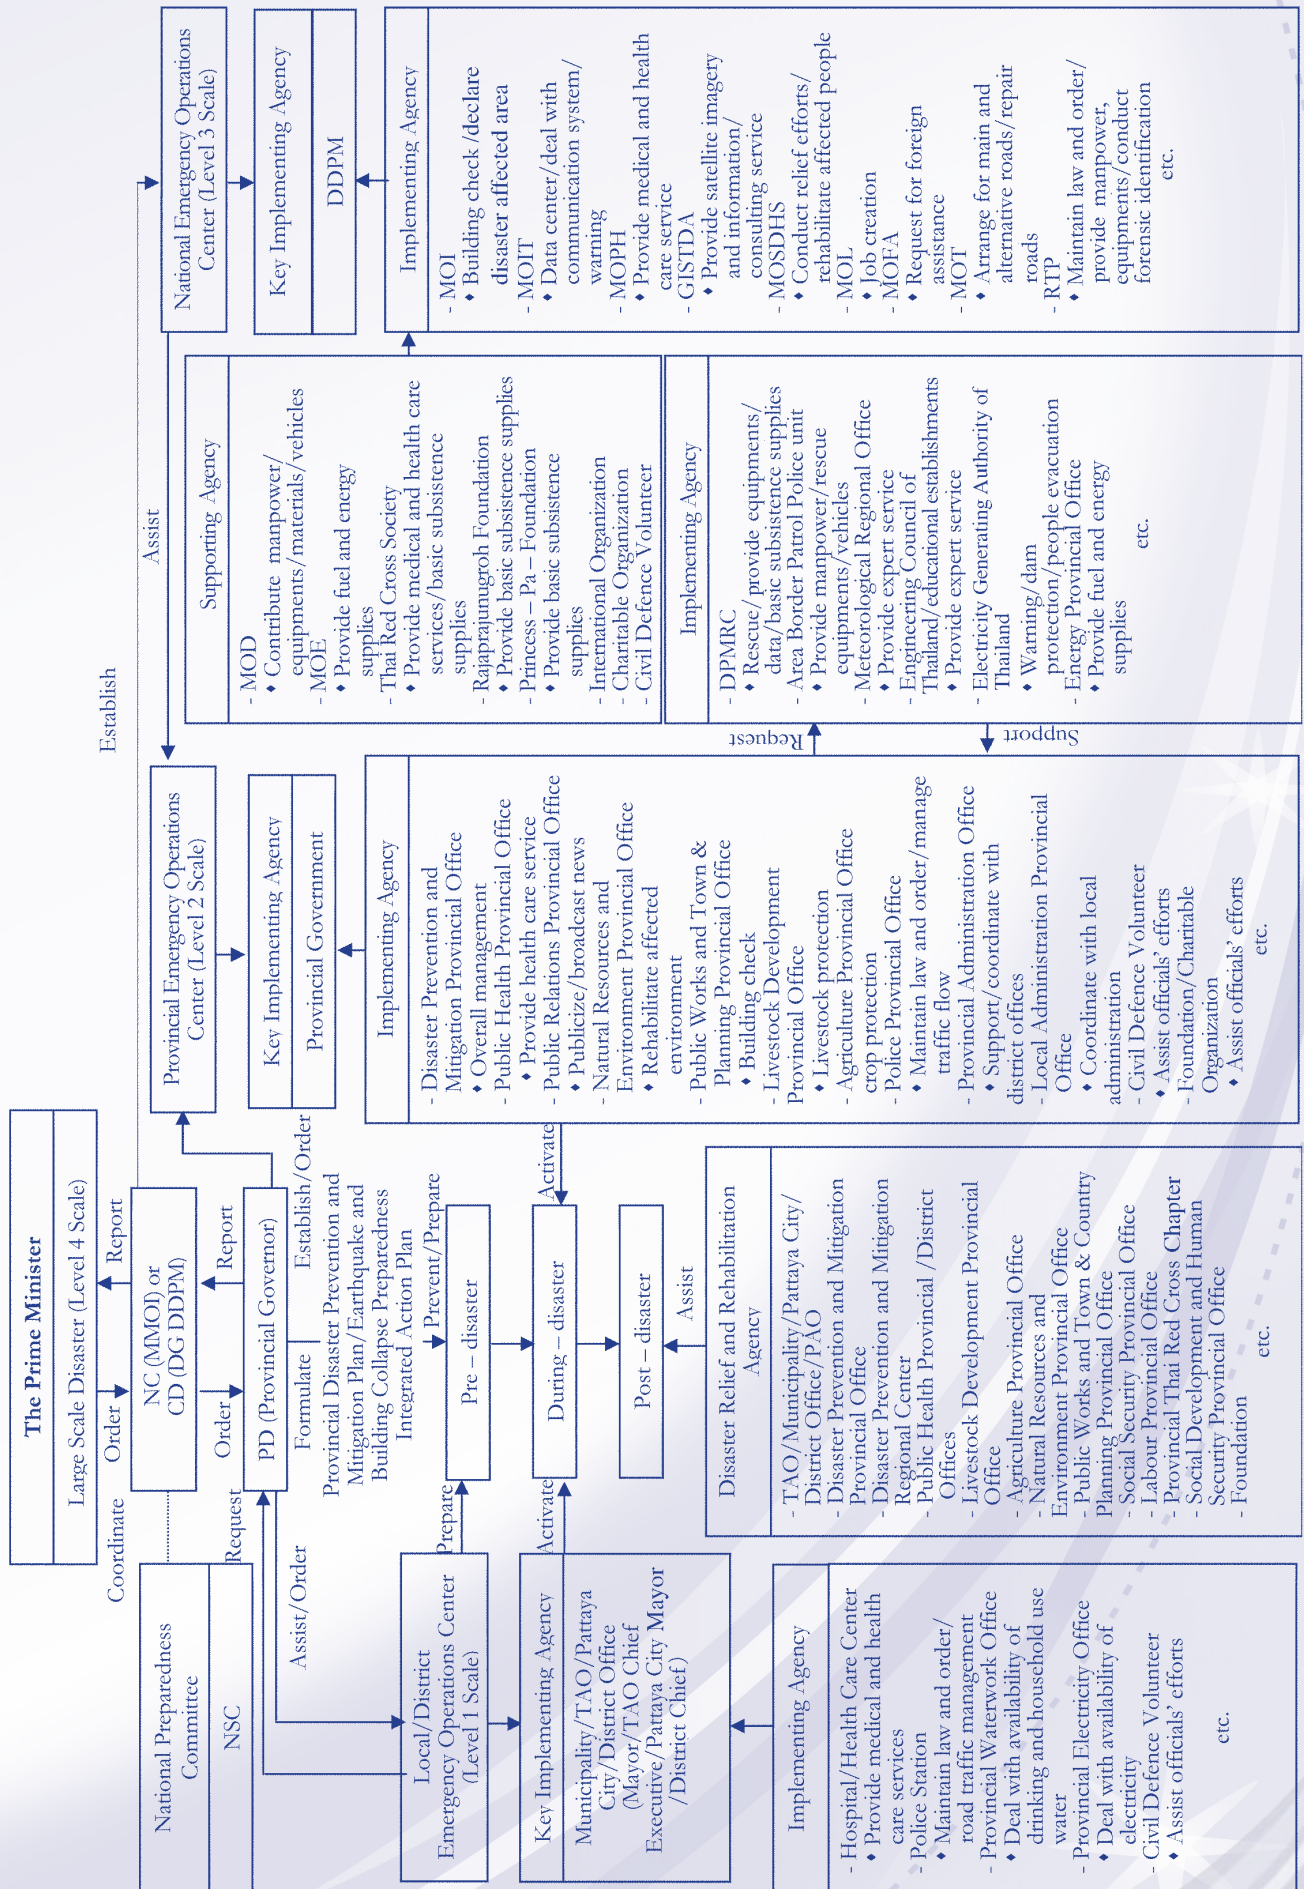 The Prime Minister
Large Scale Disaster (Level 4 Scale)
Order
Report
Coordinate
NC (MMOI) or
CD (DG DDPM)
National Preparedness
Committee
NSC
Establish
Order
Report
Request
Assist/Order
PD (Provincial Governor)
Formulate
Establish/Order
Provincial Disaster Prevention and
Mitigation Plan/Earthquake and
Building Collapse Preparedness
Integrated Action Plan
Prevent/Prepare
Local/District
Emergency Operations Center
(Level 1 Scale)
Prepare
Pre – disaster
Key Implementing Agency
Municipality/TAO/Pattaya
City/District Office
(Mayor/TAO Chief
Executive/Pattaya City Mayor
/District Chief)
Activate
During – disaster
Activate
Post – disaster
Assist
Implementing Agency
- Hospital/Health Care Center
♦ Provide medical and health
care services
- Police Station
♦ Maintain law and order/
road traffic management
- Provincial Waterwork Office
♦ Deal with availability of
drinking and household use
water
- Provincial Electricity Office
♦ Deal with availability of
electricity
- Civil Defence Volunteer
♦ Assist officials’ efforts
etc.
Disaster Relief and Rehabilitation
Agency
- TAO/Municipality/Pattaya City/
District Office/PAO
- Disaster Prevention and Mitigation
Provincial Office
- Disaster Prevention and Mitigation
Regional Center
- Public Health Provincial /District
Offices
- Livestock Development Provincial
Office
- Agriculture Provincial Office
- Natural Resources and
Environment Provincial Office
- Public Works and Town & Country
Planning Provincial Office
- Social Security Provincial Office
- Labour Provincial Office
- Provincial Thai Red Cross Chapter
- Social Development and Human
Security Provincial Office
- Foundation
etc.
Provincial Emergency Operations
Center (Level 2 Scale)
Key Implementing Agency
Provincial Government
Implementing Agency
- Disaster Prevention and
Mitigation Provincial Office
♦ Overall management
- Public Health Provincial Office
♦ Provide health care service
- Public Relations Provincial Office
♦ Publicize/broadcast news
- Natural Resources and
Environment Provincial Office
♦ Rehabilitate affected
environment
- Public Works and Town &
Planning Provincial Office
♦ Building check
- Livestock Development
Provincial Office
♦ Livestock protection
- Agriculture Provincial Office
crop protection
- Police Provincial Office
♦ Maintain law and order/manage
traffic flow
- Provincial Administration Office
♦ Support/coordinate with
district offices
- Local Administration Provincial
Office
♦ Coordinate with local
administration
- Civil Defence Volunteer
♦ Assist officials’ efforts
- Foundation/Charitable
Organization
♦ Assist officials’ efforts
etc.
Assist
Request
Support
Supporting Agency
- MOD
♦ Contribute manpower/
equipments/materials/vehicles
- MOE
♦ Provide fuel and energy
supplies
- Thai Red Cross Society
♦ Provide medical and health care
services/basic subsistence
supplies
- Rajaprajunugroh Foundation
♦ Provide basic subsistence supplies
- Princess – Pa – Foundation
♦ Provide basic subsistence
supplies
- International Organization
- Charitable Organization
- Civil Defence Volunteer
Implementing Agency
- DPMRC
♦ Rescue/provide equipments/
data/basic subsistence supplies
- Area Border Patrol Police unit
♦ Provide manpower/rescue
equipments/vehicles
- Meteorological Regional Office
♦ Provide expert service
- Engineering Council of
Thailand/educational establishments
♦ Provide expert service
- Electricity Generating Authority of
Thailand
♦ Warning/dam
protection/people evacuation
- Energy Provincial Office
♦ Provide fuel and energy
supplies
etc.
National Emergency Operations
Center (Level 3 Scale)
Key Implementing Agency
DDPM
Implementing Agency
- MOI
♦ Building check /declare
disaster affected area
- MOIT
♦ Data center/deal with
communication system/
warning
- MOPH
♦ Provide medical and health
care service
- GISTDA
♦ Provide satellite imagery
and information/
consulting service
- MOSDHS
♦ Conduct relief efforts/
rehabilitate affected people
- MOL
♦ Job creation
- MOFA
♦ Request for foreign
assistance
- MOT
♦ Arrange for main and
alternative roads/repair
roads
- RTP
♦ Maintain law and order/
provide manpower,
equipments/conduct
forensic identification
etc.